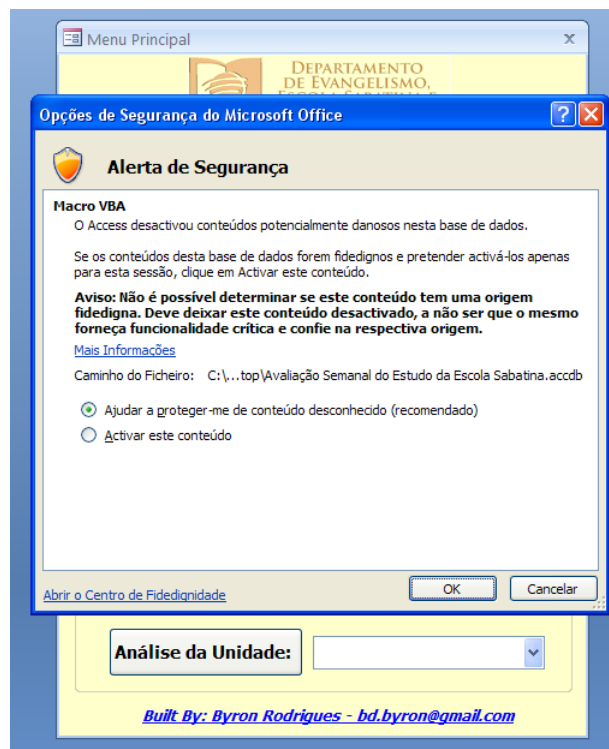 Menu Principal
DEPARTAMENTO
DE EVANGELISMO,
ESCOLA SABATINA E
Opções de Segurança do Microsoft Office
Alerta de Segurança
Macro VBA
O Access desactivou conteúdos potencialmente danosos nesta base de dados.
Se os conteúdos desta base de dados forem fidedignos e pretender activá-los apenas
para esta sessão, clique em Activar este conteúdo.
Aviso: Não é possível determinar se este conteúdo tem uma origem
fidedigna. Deve deixar este conteúdo desactivado, a não ser que o mesmo
forneça funcionalidade crítica e confie na respectiva origem.
Mais Informações
Caminho do Ficheiro: C:\...top\Avaliação Semanal do Estudo da Escola Sabatina.accdb
Ajudar a proteger-me de conteúdo desconhecido (recomendado)
Activar este conteúdo
Abrir o Centro de Fidedignidade
OK
Cancelar
Análise da Unidade:
Built By: Byron Rodrigues - bd.byron@gmail.com